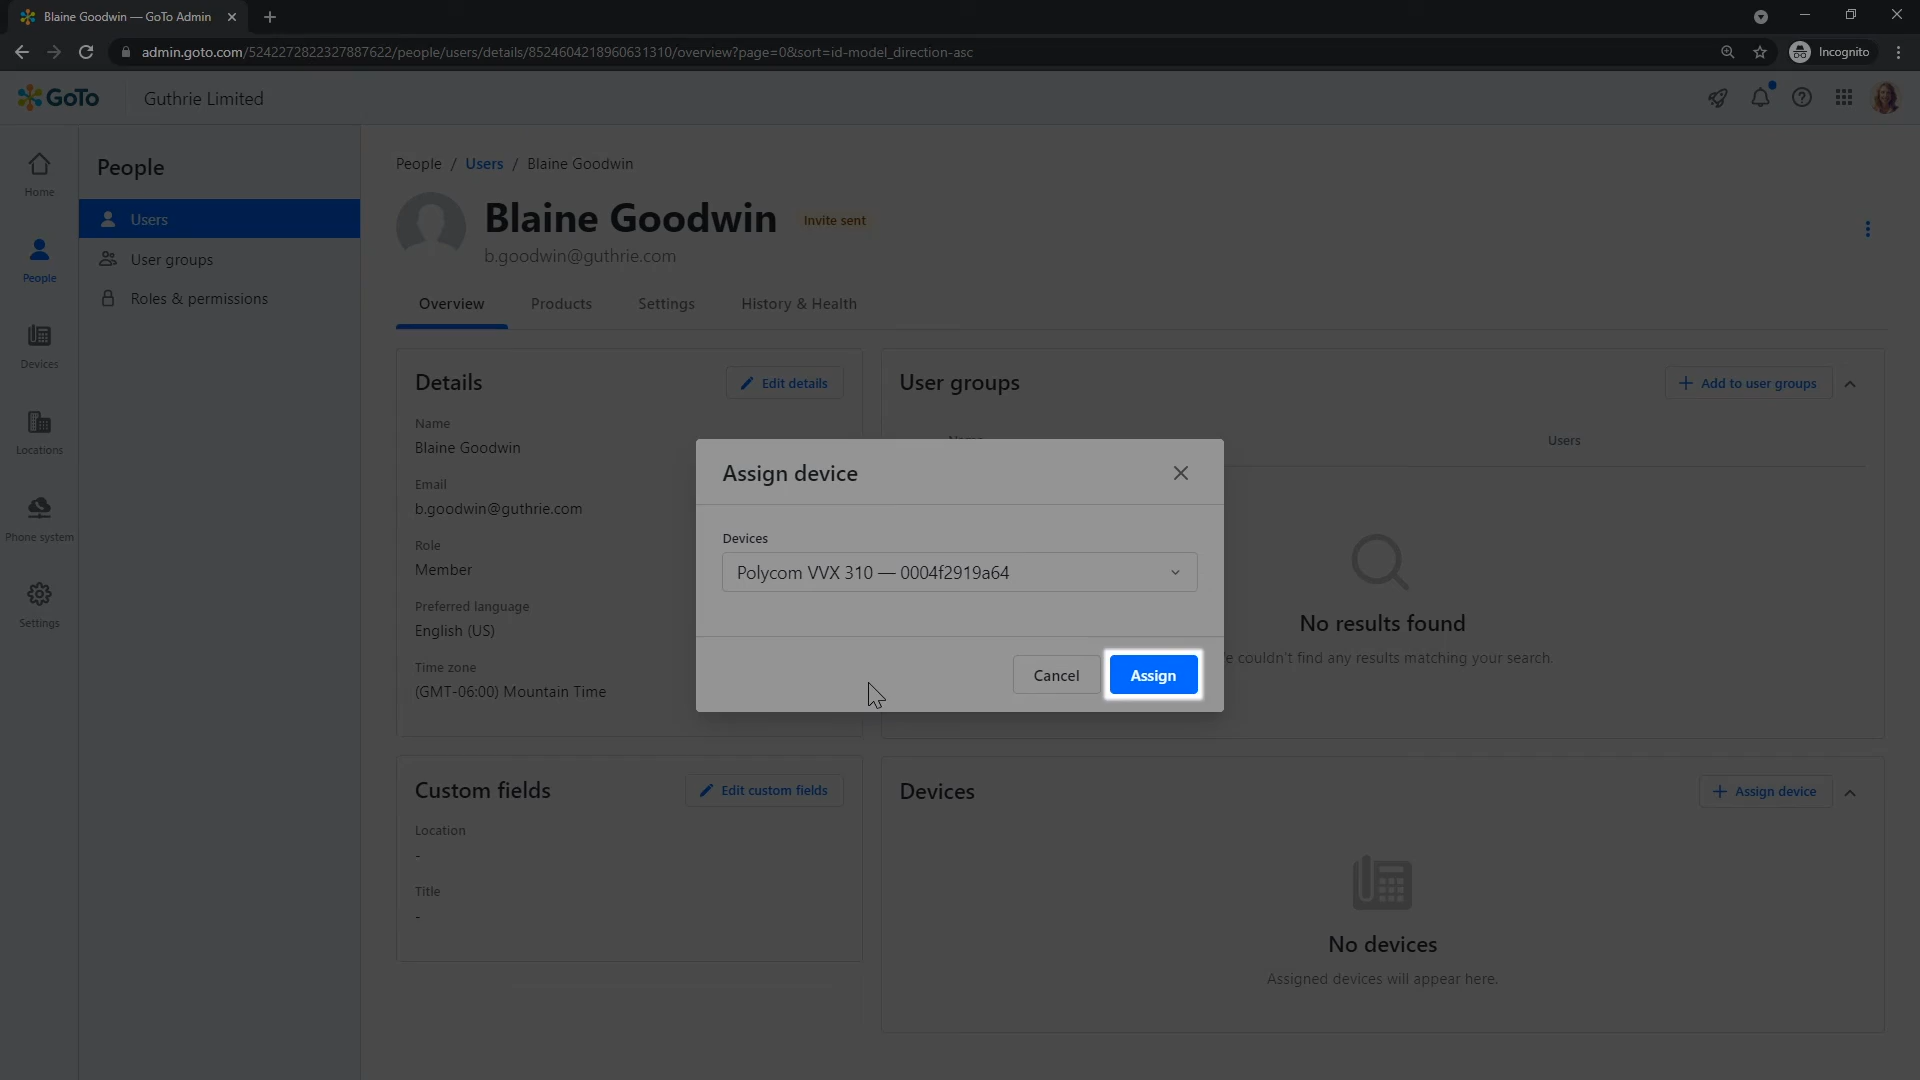 Blaine Goodwin — GoTo Admin
admin.goto.com/5242272822327887622/people/users/details/8524604218960631310/overview?page=0&sort=id-model_direction-asc
Incognito
GoTo
Guthrie Limited
Home
People
Devices
Locations
Phone system
Settings
People
Users
User groups
Roles & permissions
People / Users / Blaine Goodwin
Blaine Goodwin
Invite sent
b.goodwin@guthrie.com
Overview
Products
Settings
History & Health
Details
Edit details
Name
Blaine Goodwin
Email
b.goodwin@guthrie.com
Role
Member
Preferred language
English (US)
Time zone
(GMT-06:00) Mountain Time
User groups
Add to user groups
Users
No results found
couldn't find any results matching your search.
Assign device
Devices
Polycom VVX 310 — 0004f2919a64
Cancel
Assign
Custom fields
Edit custom fields
Location
-
Title
-
Devices
Assign device
No devices
Assigned devices will appear here.